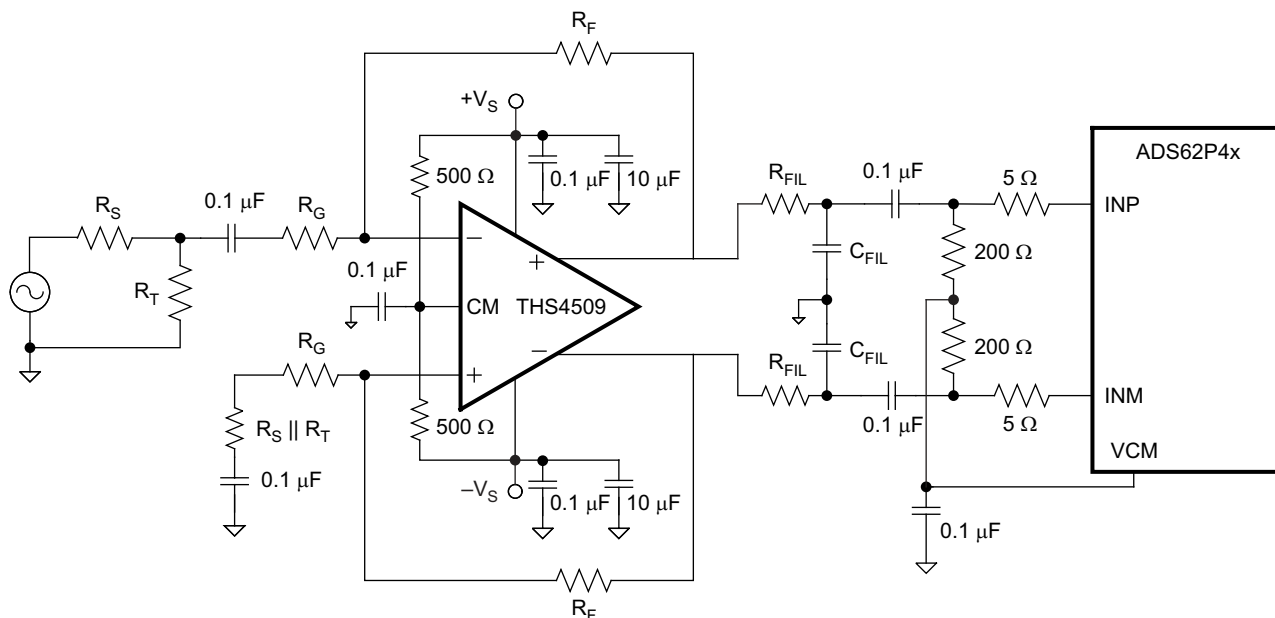 R_F
+V_S
500 Ω
0.1 μF
10 μF
R_S
0.1 μF
R_G
R_T
0.1 μF
CM
−
+
THS4509
+
−
R_G
R_S || R_T
0.1 μF
500 Ω
−V_S
0.1 μF
10 μF
R_F
R_FIL
0.1 μF
C_FIL
C_FIL
R_FIL
0.1 μF
5 Ω
200 Ω
200 Ω
5 Ω
ADS62P4x
INP
INM
VCM
0.1 μF